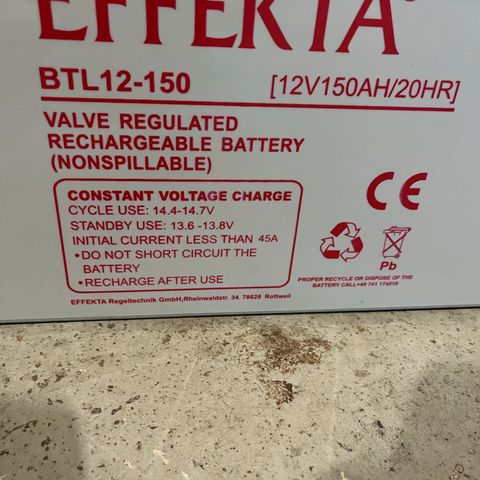 EFFEKTA®
BTL12-150 [12V150AH/20HR]
VALVE REGULATED
RECHARGEABLE BATTERY
(NONSPILLABLE)
CONSTANT VOLTAGE CHARGE
CYCLE USE: 14.4-14.7V
STANDBY USE: 13.6 -13.8V
INITIAL CURRENT LESS THAN 45A
•DO NOT SHORT CIRCUIT THE
BATTERY
•RECHARGE AFTER USE
CE
Pb
PROPER RECYCLE OR DISPOSE OF THE
BATTERY CALL+49 741 174510
EFFEKTA Regeltechnik GmbH,Rheinwaldstr. 34. 78628 Rottweil